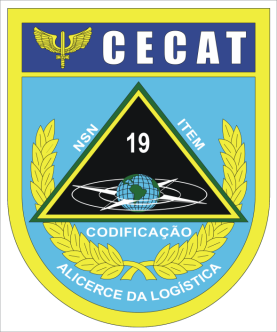 CECAT
NSN
ITEM
19
CODIFICAÇÃO
ALICERCE DA LOGÍSTICA